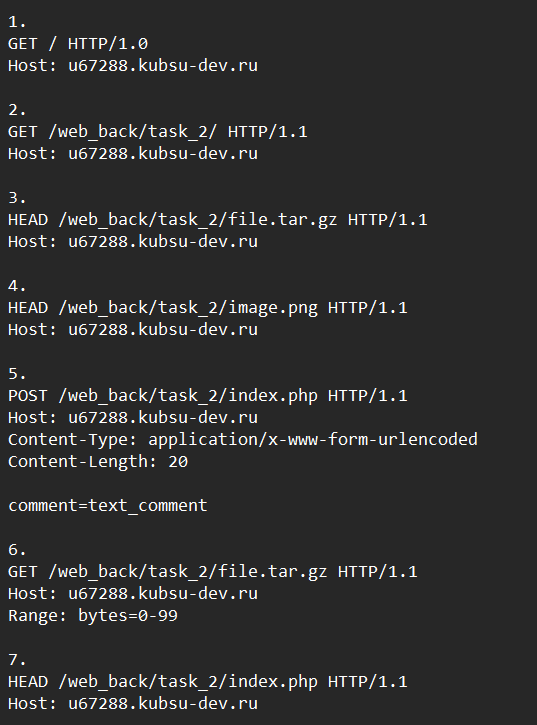 1.
GET / HTTP/1.0
Host: u67288.kubsu-dev.ru
2.
GET /web_back/task_2/ HTTP/1.1
Host: u67288.kubsu-dev.ru
3.
HEAD /web_back/task_2/file.tar.gz HTTP/1.1
Host: u67288.kubsu-dev.ru
4.
HEAD /web_back/task_2/image.png HTTP/1.1
Host: u67288.kubsu-dev.ru
5.
POST /web_back/task_2/index.php HTTP/1.1
Host: u67288.kubsu-dev.ru
Content-Type: application/x-www-form-urlencoded
Content-Length: 20
comment=text_comment
6.
GET /web_back/task_2/file.tar.gz HTTP/1.1
Host: u67288.kubsu-dev.ru
Range: bytes=0-99
7.
HEAD /web_back/task_2/index.php HTTP/1.1
Host: u67288.kubsu-dev.ru